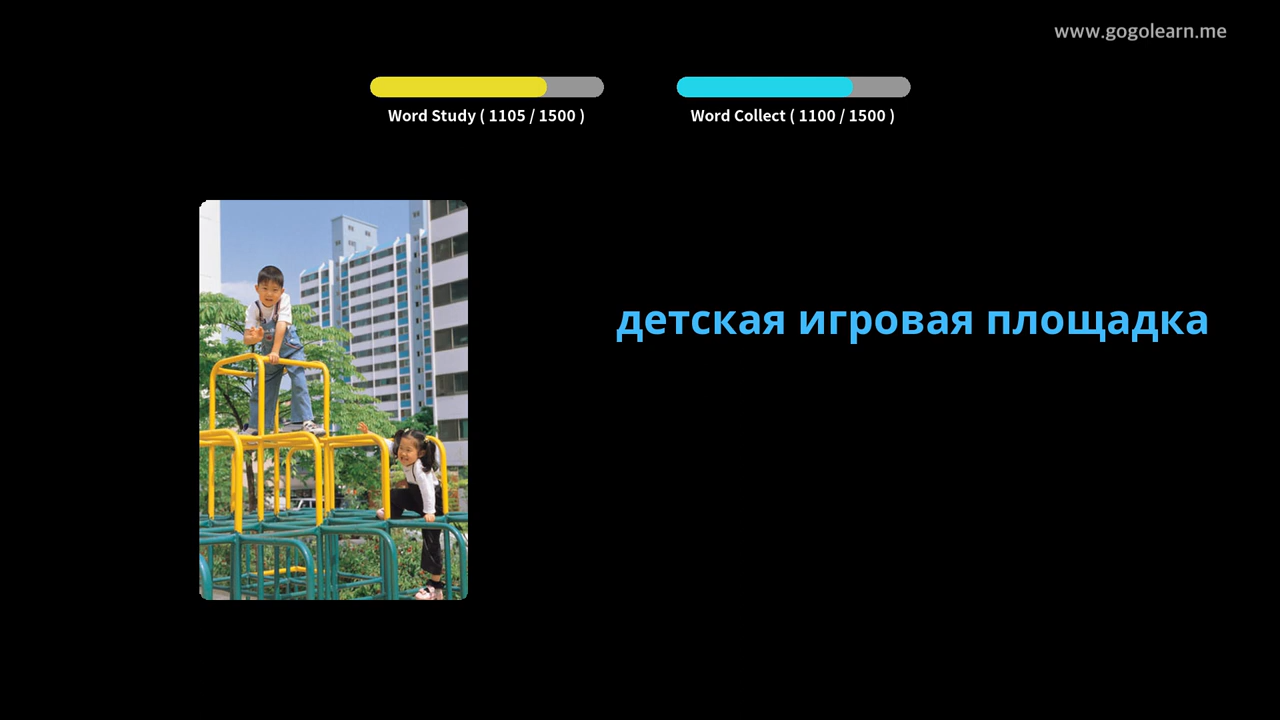 www.gogolearn.me
Word Study ( 1105 / 1500 )
Word Collect ( 1100 / 1500 )
детская игровая площадка